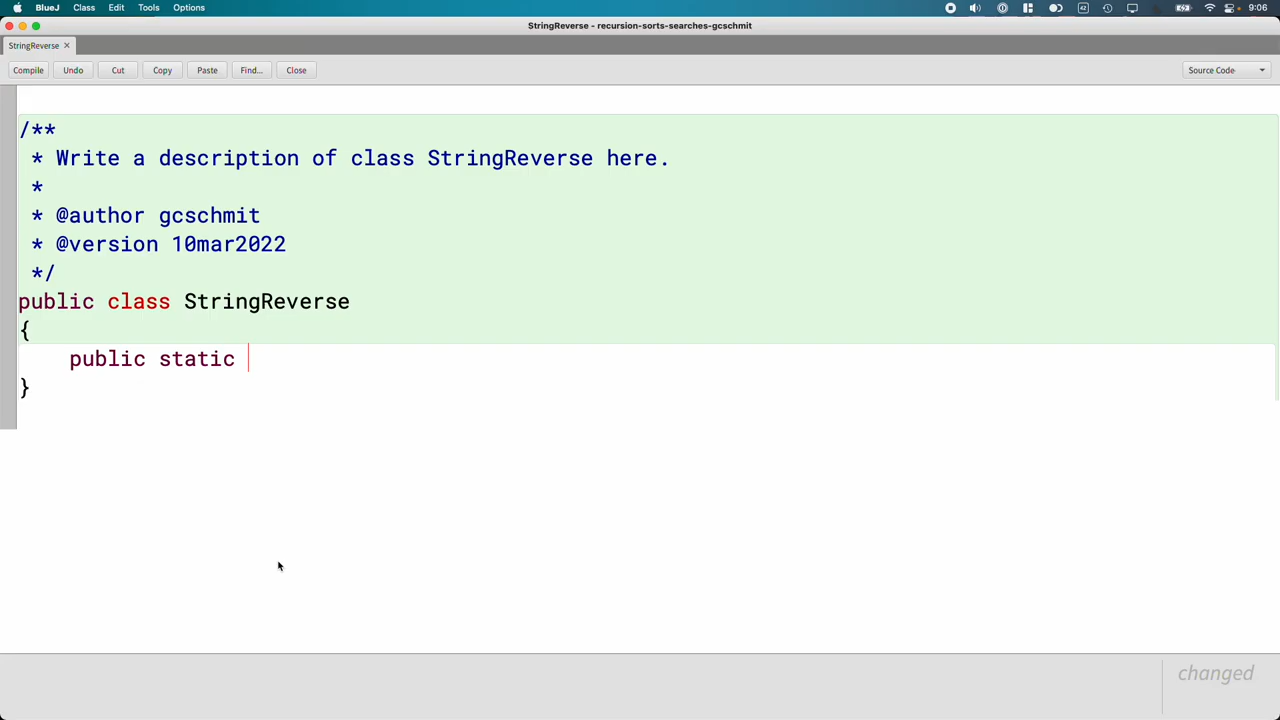 BlueJ Class Edit Tools Options 9:06
StringReverse - recursion-sorts-searches-gcschmit
StringReverse ×
Compile Undo Cut Copy Paste Find... Close Source Code
/**
 * Write a description of class StringReverse here.
 *
 * @author gcschmit
 * @version 10mar2022
 */
public class StringReverse
{
    public static
}
changed